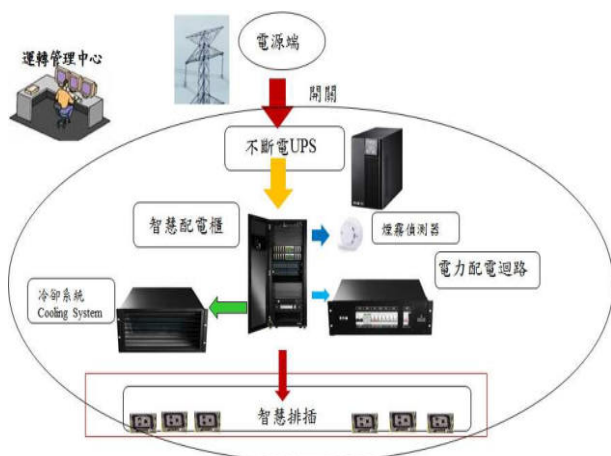 電源端
運轉管理中心
開關
不斷電UPS
智慧配電櫃
煙霧偵測器
電力配電迴路
冷卻系統
Cooling System
智慧排插